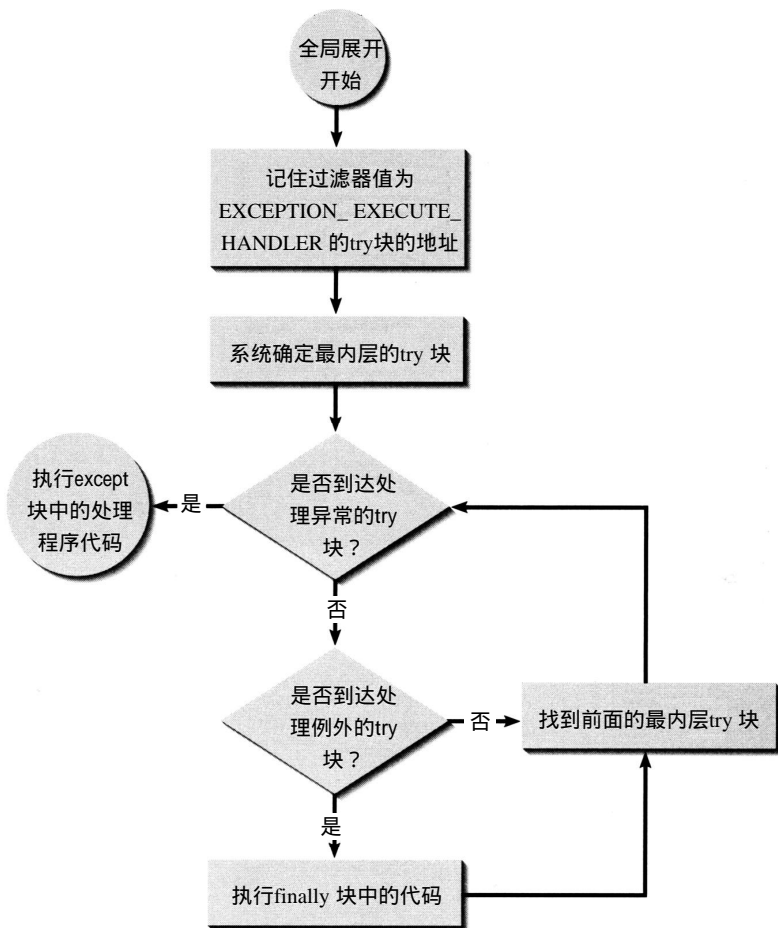 全局展开
开始
记住过滤器值为
EXCEPTION_ EXECUTE_
HANDLER 的try块的地址
系统确定最内层的try 块
是否到达处
理异常的try
块？
是
执行except
块中的处理
程序代码
否
是否到达处
理例外的try
块？
否
找到前面的最内层try 块
是
执行finally 块中的代码